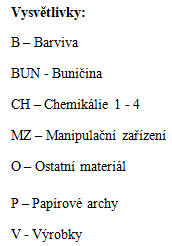 Vysvětlivky:
B – Barviva
BUN - Buničina
CH – Chemikálie 1 - 4
MZ – Manipulační zařízení
O – Ostatní materiál
P – Papírové archy
V - Výrobky